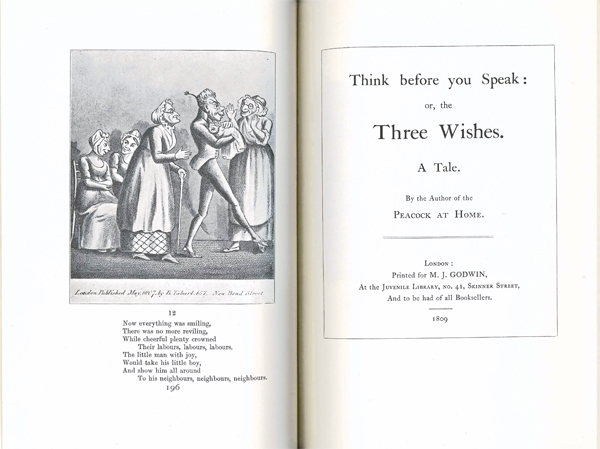 London Published May, 1807, by B. Tabart, 157, New Bond Street
12
Now everything was smiling,
There was no more reviling,
While cheerful plenty crowned
Their labours, labours, labours.
The little man with joy,
Would take his little boy,
And show him all around
To his neighbours, neighbours, neighbours.
196
Think before you Speak:
or, the
Three Wishes.
A Tale.
By the Author of the
PEACOCK AT HOME.
LONDON:
Printed for M. J. GODWIN,
At the JUVENILE LIBRARY, NO. 41, SKINNER STREET,
And to be had of all Booksellers.
1809